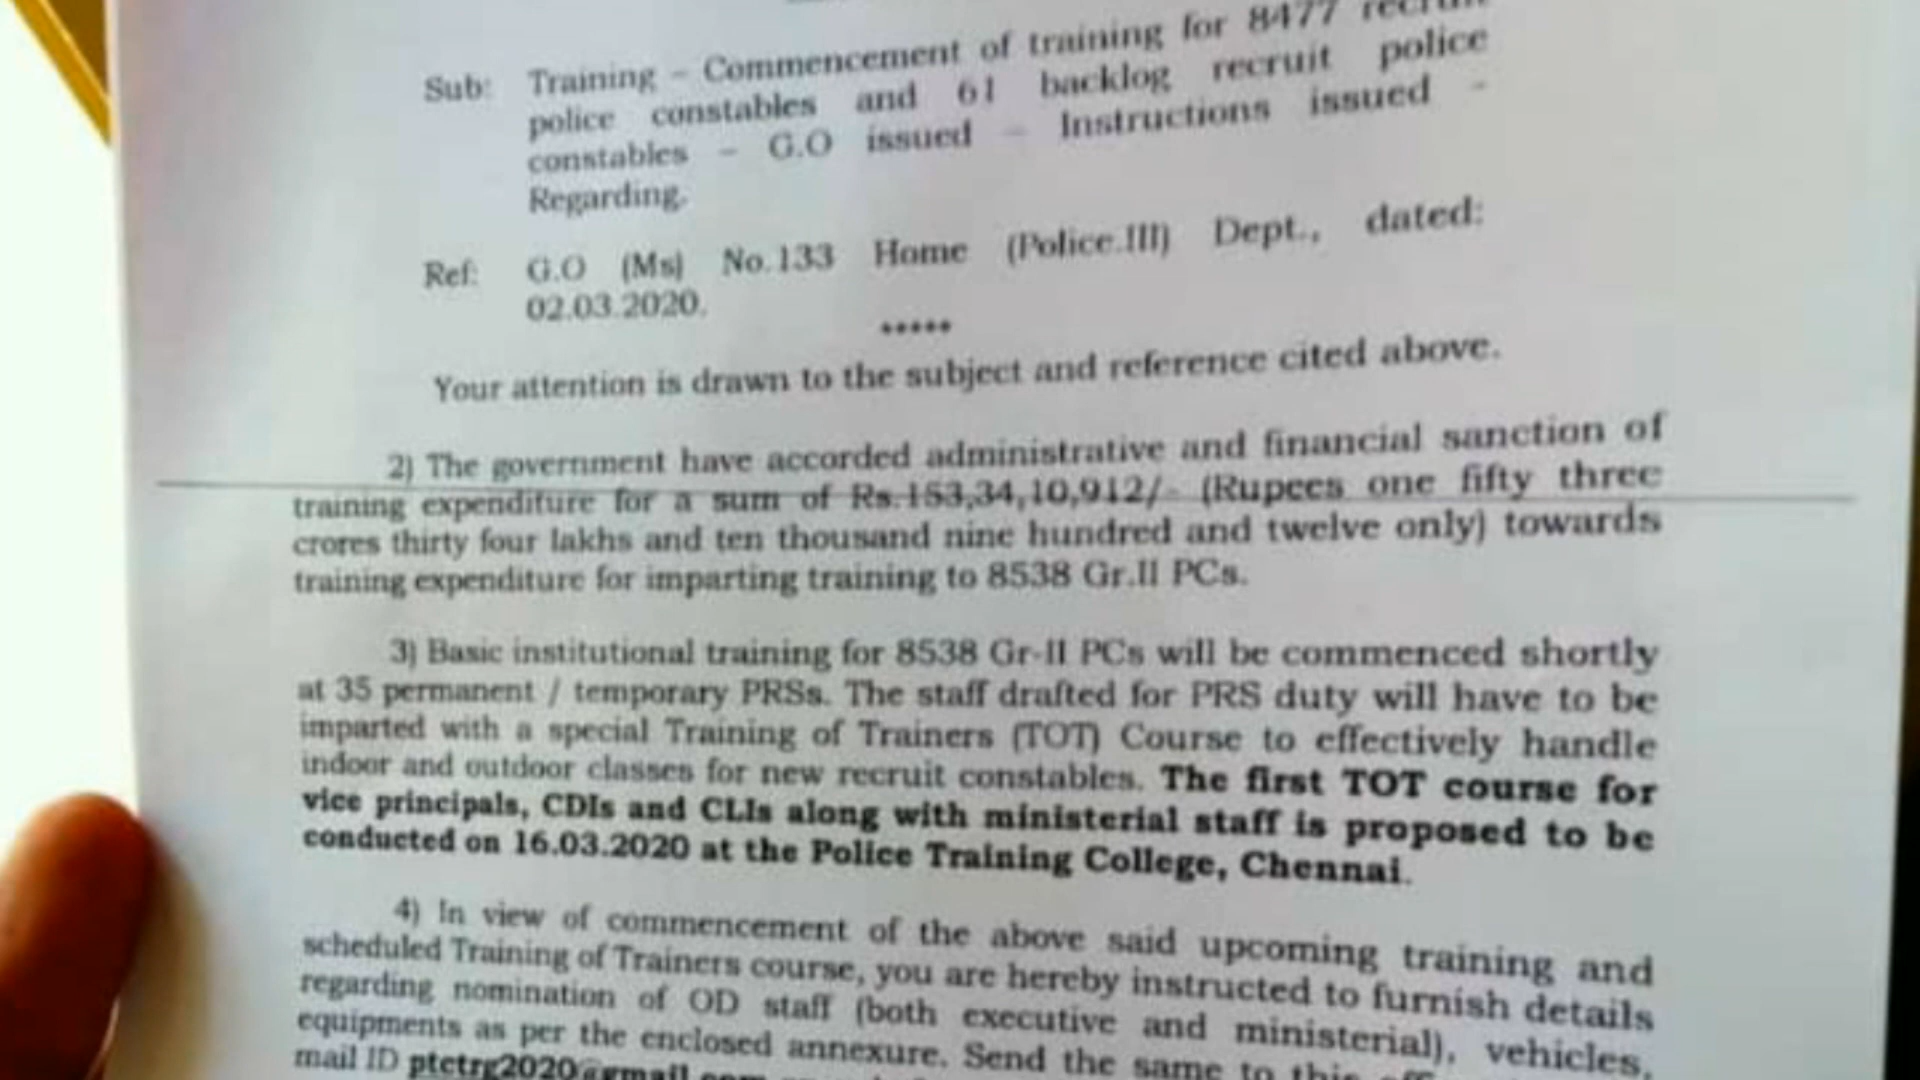 Sub: Training – Commencement of training for 8477 recruit
police constables and 61 backlog recruit police
constables – G.O issued – Instructions issued –
Regarding.
Ref: G.O (Ms) No.133 Home (Police.III) Dept., dated:
02.03.2020.
*****
Your attention is drawn to the subject and reference cited above.
2) The government have accorded administrative and financial sanction of
training expenditure for a sum of Rs.153,34,10,912/- (Rupees one fifty three
crores thirty four lakhs and ten thousand nine hundred and twelve only) towards
training expenditure for imparting training to 8538 Gr.II PCs.
3) Basic institutional training for 8538 Gr-II PCs will be commenced shortly
at 35 permanent / temporary PRSs. The staff drafted for PRS duty will have to be
imparted with a special Training of Trainers (TOT) Course to effectively handle
indoor and outdoor classes for new recruit constables. The first TOT course for
vice principals, CDIs and CLIs along with ministerial staff is proposed to be
conducted on 16.03.2020 at the Police Training College, Chennai.
4) In view of commencement of the above said upcoming training and
scheduled Training of Trainers course, you are hereby instructed to furnish details
regarding nomination of OD staff (both executive and ministerial), vehicles,
equipments as per the enclosed annexure. Send the same to this
mail ID ptctrg2020@gmail.com